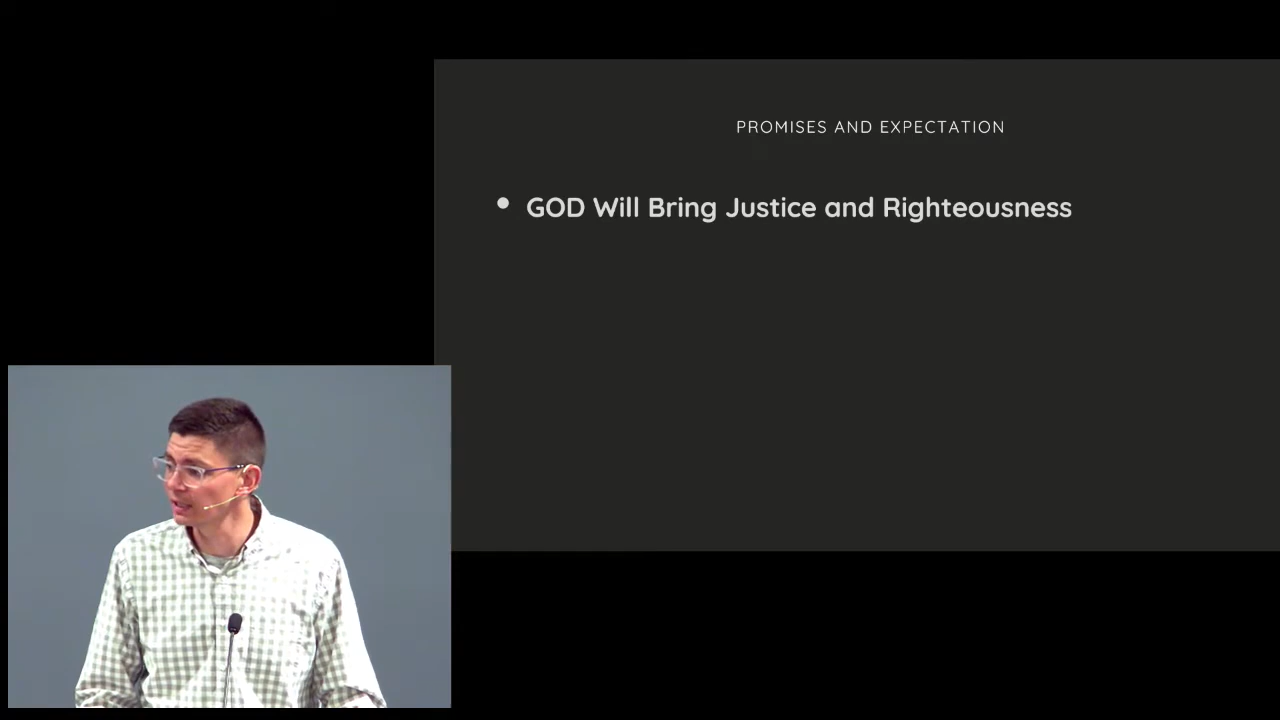 PROMISES AND EXPECTATION
• GOD Will Bring Justice and Righteousness